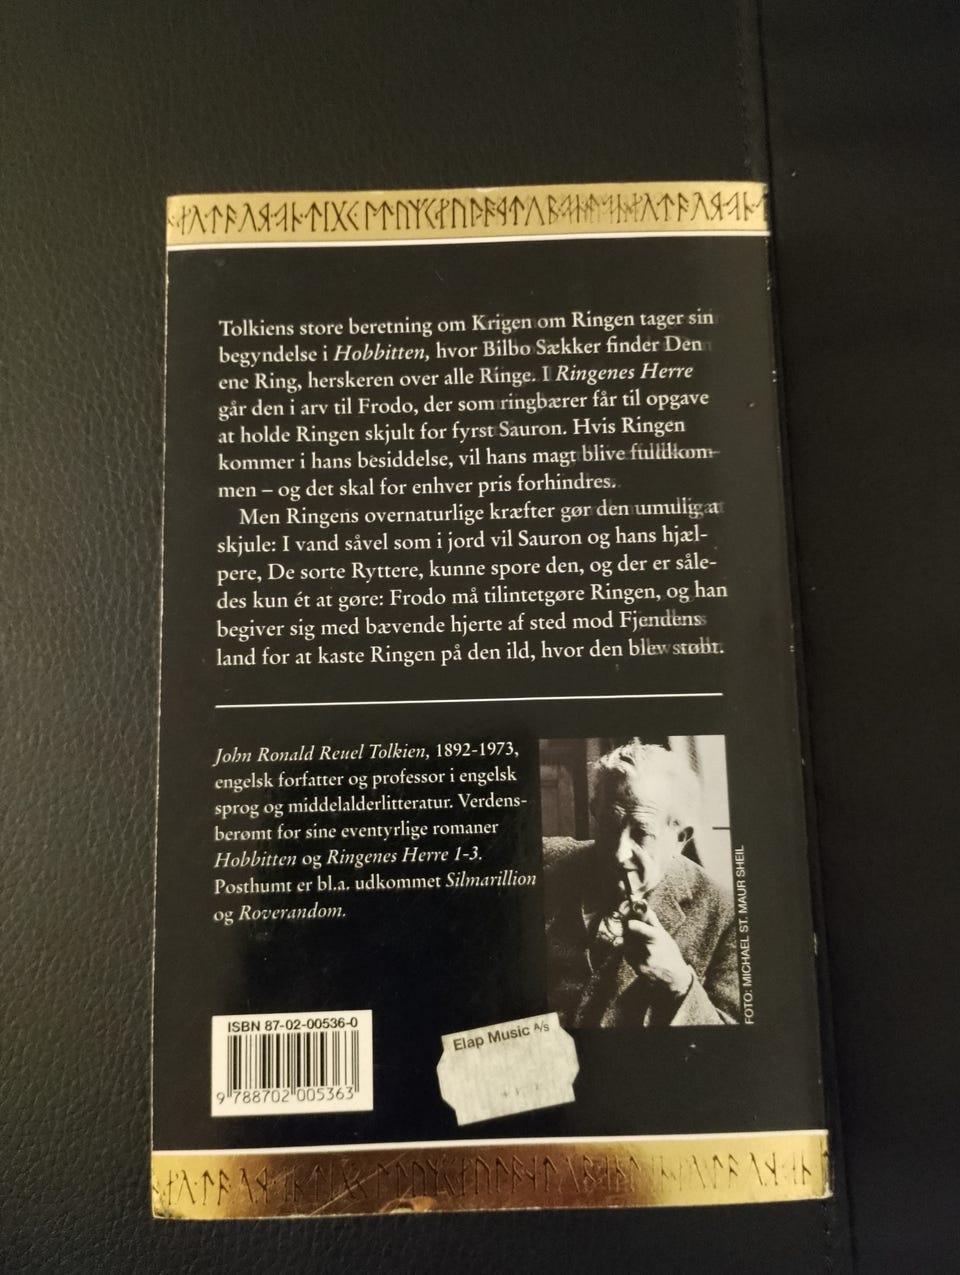 Tolkiens store beretning om Krigen om Ringen tager sin
begyndelse i Hobbitten, hvor Bilbo Sækker finder Den
ene Ring, herskeren over alle Ringe. I Ringenes Herre
går den i arv til Frodo, der som ringbærer får til opgave
at holde Ringen skjult for fyrst Sauron. Hvis Ringen
kommer i hans besiddelse, vil hans magt blive fuldkom-
men – og det skal for enhver pris forhindres.
Men Ringens overnaturlige kræfter gør den umulig at
skjule: I vand såvel som i jord vil Sauron og hans hjæl-
pere, De sorte Ryttere, kunne spore den, og der er såle-
des kun ét at gøre: Frodo må tilintetgøre Ringen, og han
begiver sig med bævende hjerte af sted mod Fjendens
land for at kaste Ringen på den ild, hvor den blev støbt.
John Ronald Reuel Tolkien, 1892-1973,
engelsk forfatter og professor i engelsk
sprog og middelalderlitteratur. Verdens-
berømt for sine eventyrlige romaner
Hobbitten og Ringenes Herre 1-3.
Posthumt er bl.a. udkommet Silmarillion
og Roverandom.
FOTO: MICHAEL ST. MAUR SHEIL
ISBN 87-02-00536-0
9 788702 005363
Elap Music A/s